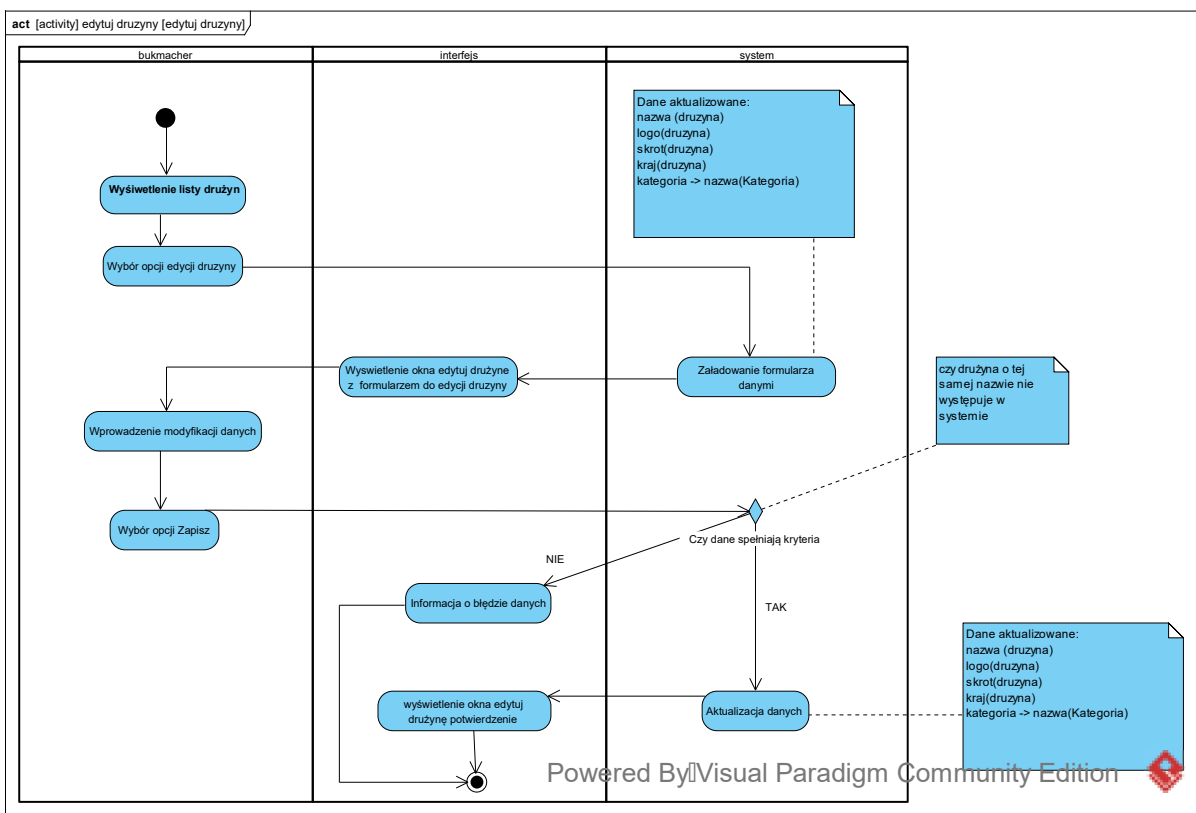 act [activity] edytuj druzyny [edytuj druzyny]
bukmacher
interfejs
system
Dane aktualizowane:
nazwa (druzyna)
logo(druzyna)
skrot(druzyna)
kraj(druzyna)
kategoria -> nazwa(Kategoria)
Wyśiwetlenie listy drużyn
Wybór opcji edycji druzyny
Wyswietlenie okna edytuj drużyne
z formularzem do edycji druzyny
Załadowanie formularza
danymi
czy drużyna o tej
samej nazwie nie
występuje w
systemie
Wprowadzenie modyfikacji danych
Wybór opcji Zapisz
Czy dane spełniają kryteria
NIE
Informacja o błędzie danych
TAK
Dane aktualizowane:
nazwa (druzyna)
logo(druzyna)
skrot(druzyna)
kraj(druzyna)
kategoria -> nazwa(Kategoria)
wyświetlenie okna edytuj
drużynę potwierdzenie
Aktualizacja danych
Powered By Visual Paradigm Community Edition